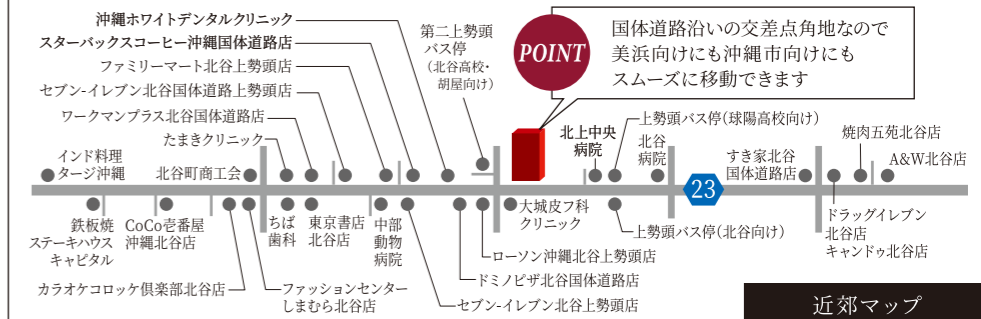 沖縄ホワイトデンタルクリニック
スターバックスコーヒー沖縄国体道路店
ファミリーマート北谷上勢頭店
セブン-イレブン北谷国体道路上勢頭店
ワークマンプラス北谷国体道路店
たまきクリニック
インド料理
タージ沖縄
北谷町商工会
第二上勢頭
バス停
（北谷高校・
胡屋向け）
POINT
国体道路沿いの交差点角地なので
美浜向けにも沖縄市向けにも
スムーズに移動できます
北上中央
病院
上勢頭バス停（球陽高校向け）
北谷
病院
23
すき家北谷
国体道路店
焼肉五苑北谷店
A&W北谷店
鉄板焼
ステーキハウス
キャピタル
CoCo壱番屋
沖縄北谷店
カラオケコロッケ倶楽部北谷店
ちば
歯科
ファッションセンター
しまむら北谷店
東京書店
北谷店
中部
動物
病院
大城皮フ科
クリニック
ローソン沖縄北谷上勢頭店
ドミノピザ北谷国体道路店
セブン-イレブン北谷上勢頭店
上勢頭バス停（北谷向け）
ドラッグイレブン
北谷店
キャンドゥ北谷店
近郊マップ